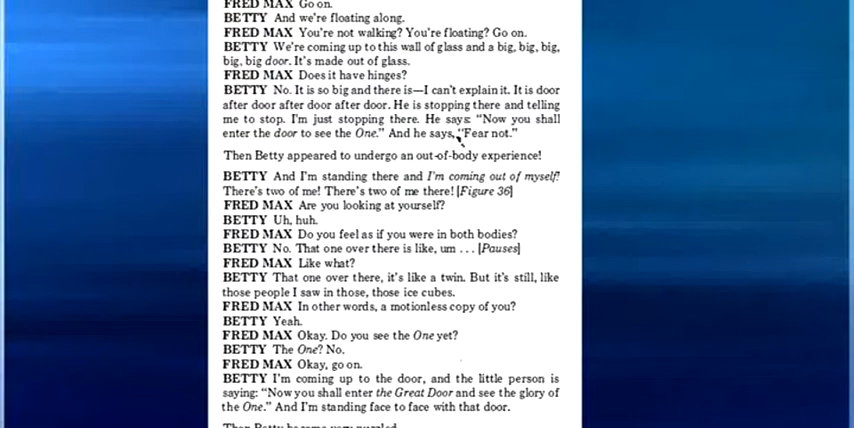 FRED MAX Go on.
BETTY And we're floating along.
FRED MAX You're not walking? You're floating? Go on.
BETTY We're coming up to this wall of glass and a big, big, big,
big, big door. It's made out of glass.
FRED MAX Does it have hinges?
BETTY No. It is so big and there is—I can't explain it. It is door
after door after door after door. He is stopping there and telling
me to stop. I'm just stopping there. He says: "Now you shall
enter the door to see the One." And he says, "Fear not."
Then Betty appeared to undergo an out-of-body experience!
BETTY And I'm standing there and I'm coming out of myself!
There's two of me! There's two of me there! [Figure 36]
FRED MAX Are you looking at yourself?
BETTY Uh, huh.
FRED MAX Do you feel as if you were in both bodies?
BETTY No. That one over there is like, um . . . [Pauses]
FRED MAX Like what?
BETTY That one over there, it's like a twin. But it's still, like
those people I saw in those, those ice cubes.
FRED MAX In other words, a motionless copy of you?
BETTY Yeah.
FRED MAX Okay. Do you see the One yet?
BETTY The One? No.
FRED MAX Okay, go on.
BETTY I'm coming up to the door, and the little person is
saying: "Now you shall enter the Great Door and see the glory of
the One." And I'm standing face to face with that door.
Then Betty became very puzzled.